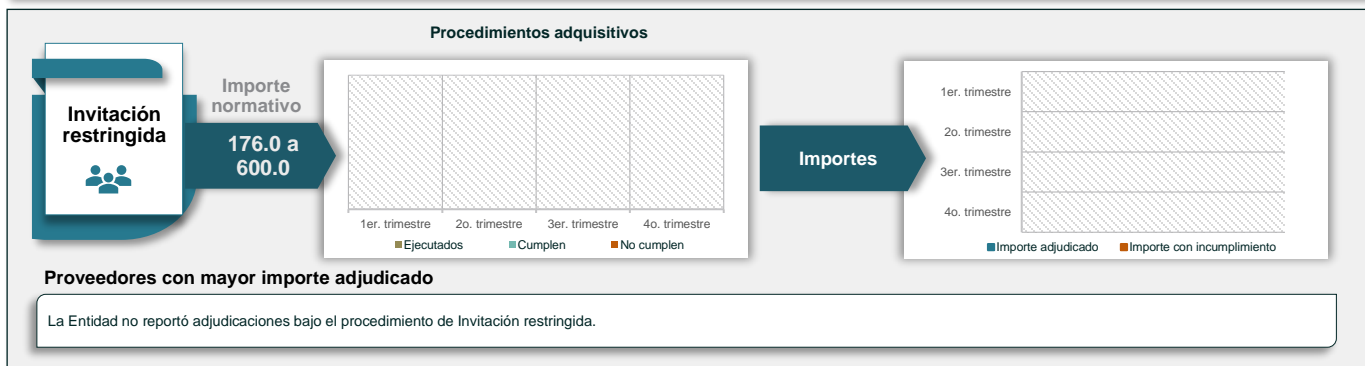 Procedimientos adquisitivos
Invitación
restringida
Importe
normativo
176.0 a
600.0
1er. trimestre 2o. trimestre 3er. trimestre 4o. trimestre
Ejecutados Cumplen No cumplen
Importes
1er. trimestre
2o. trimestre
3er. trimestre
4o. trimestre
Importe adjudicado Importe con incumplimiento
Proveedores con mayor importe adjudicado
La Entidad no reportó adjudicaciones bajo el procedimiento de Invitación restringida.